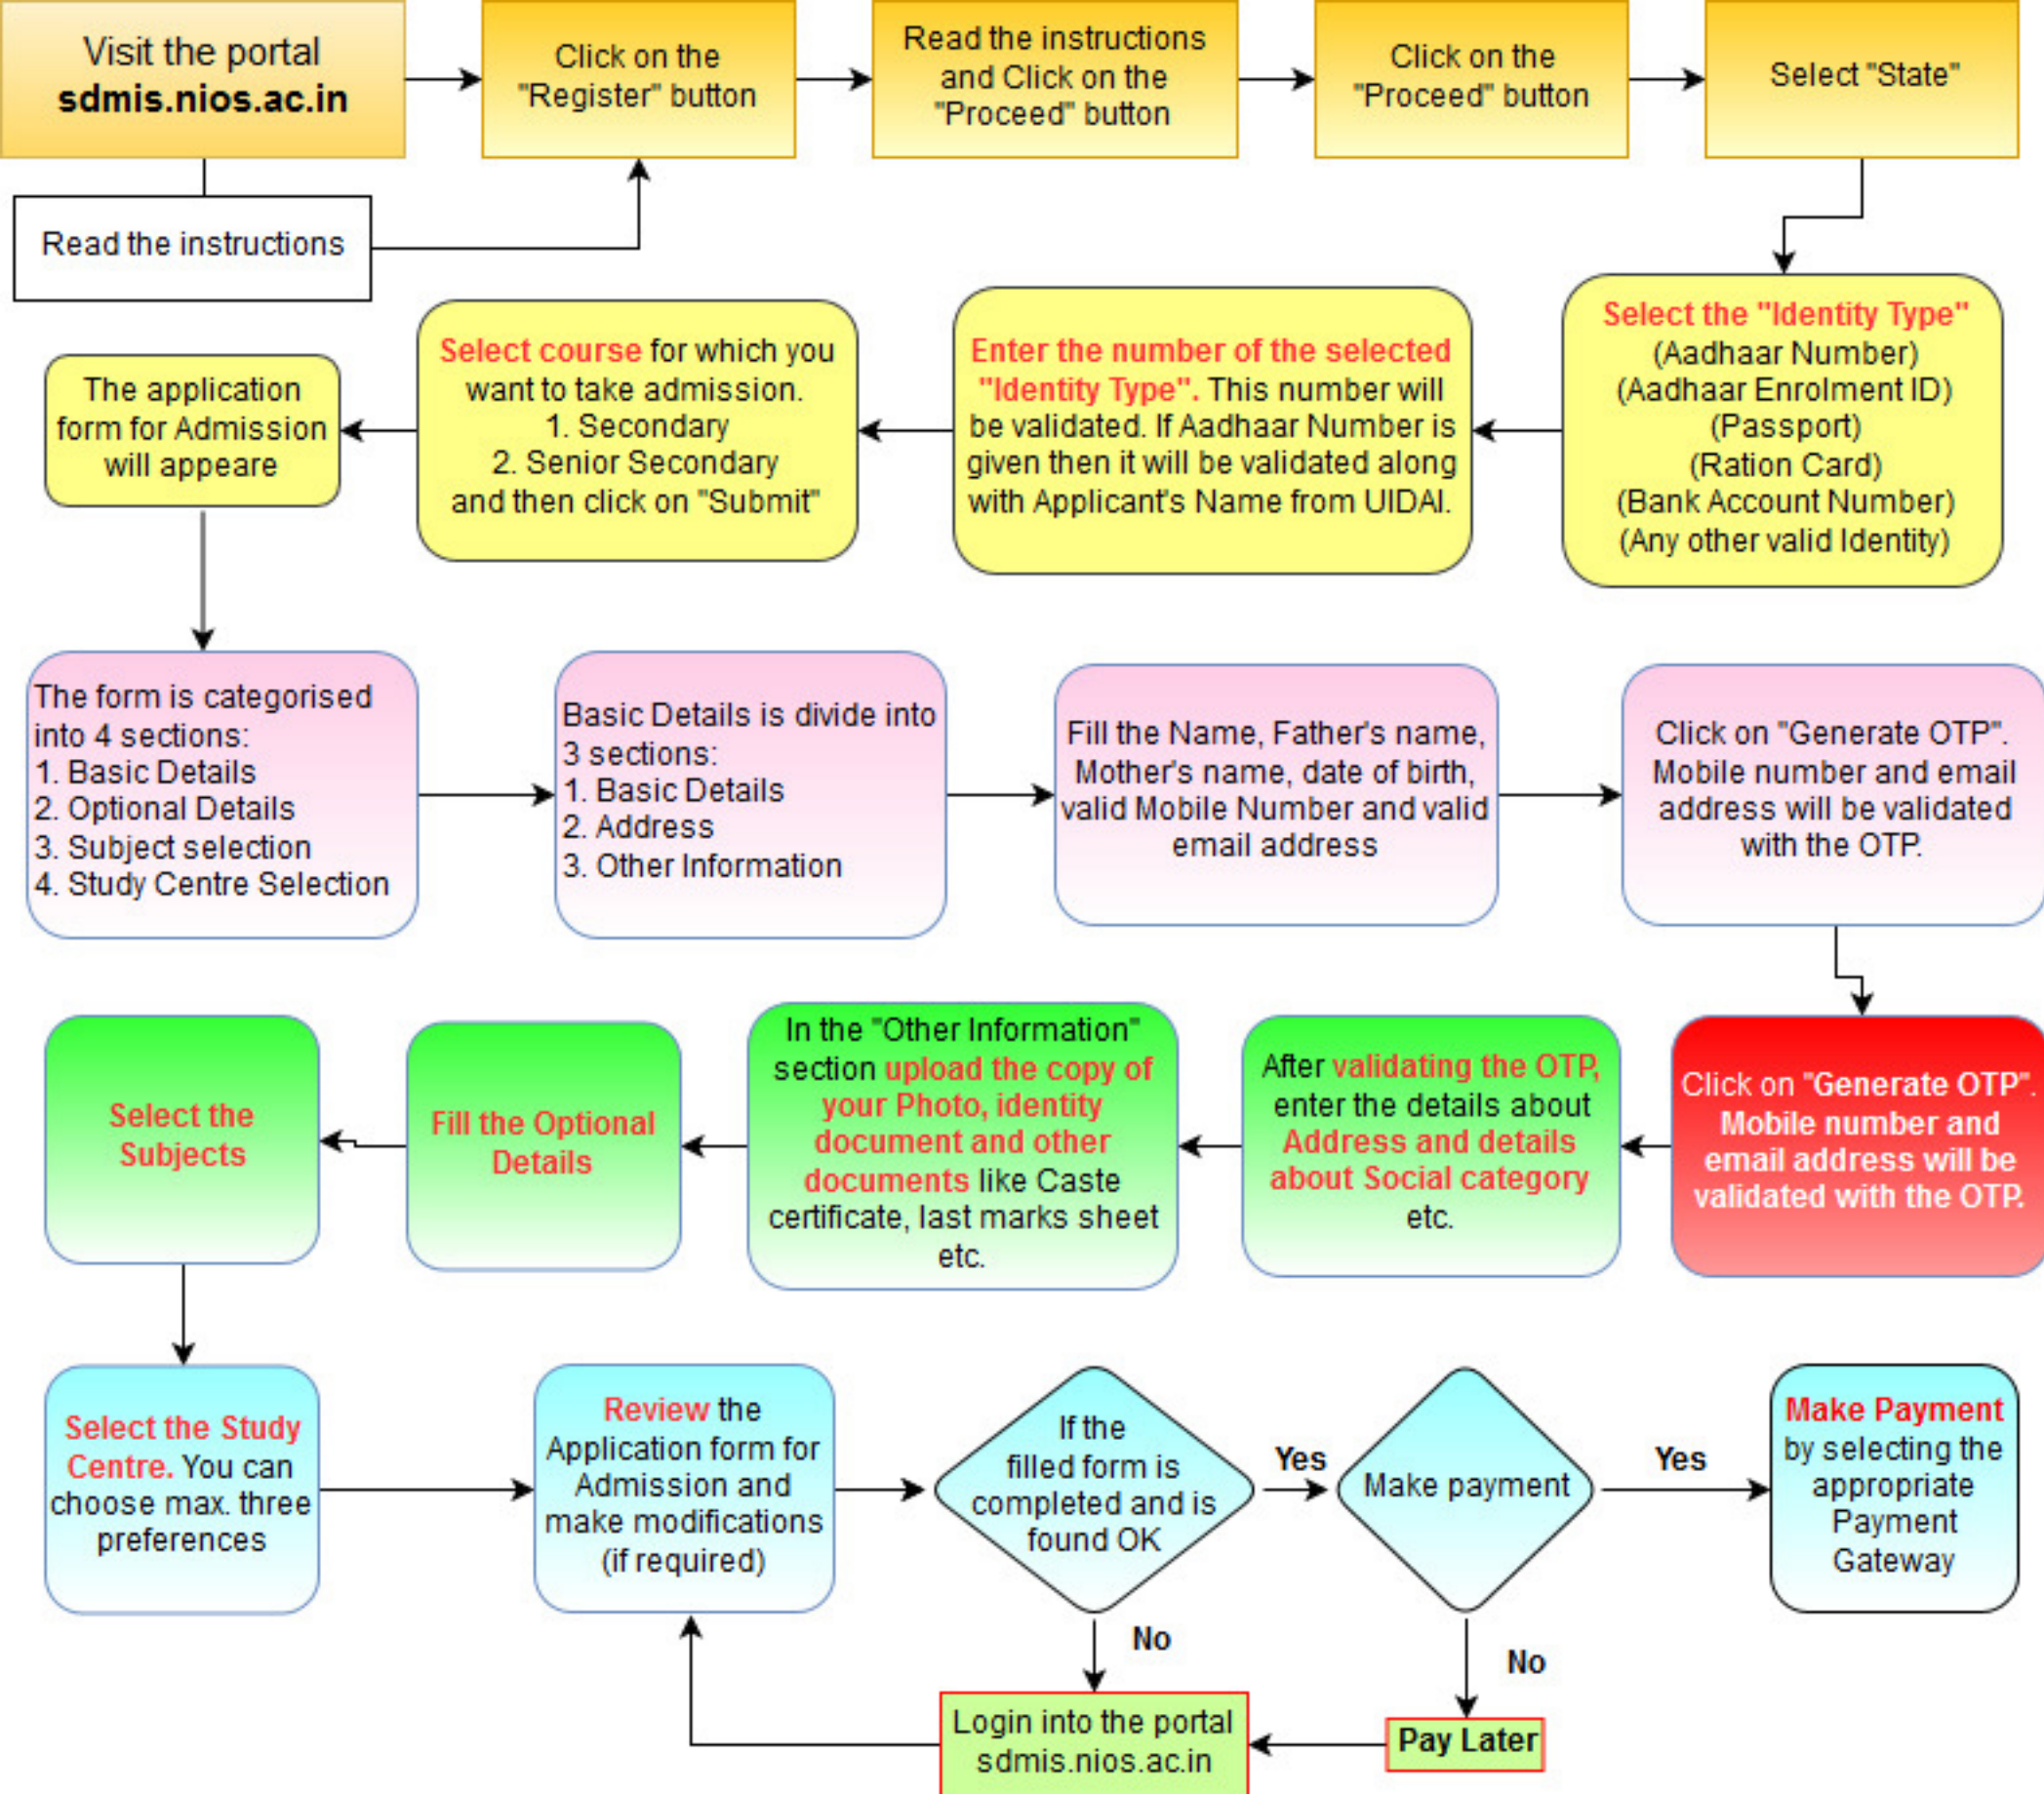 Visit the portal
sdmis.nios.ac.in
Click on the
"Register" button
Read the instructions
and Click on the
"Proceed" button
Click on the
"Proceed" button
Select "State"
Read the instructions
Select the "Identity Type"
(Aadhaar Number)
(Aadhaar Enrolment ID)
(Passport)
(Ration Card)
(Bank Account Number)
(Any other valid Identity)
Enter the number of the selected
"Identity Type". This number will
be validated. If Aadhaar Number is
given then it will be validated along
with Applicant's Name from UIDAI.
Select course for which you
want to take admission.
1. Secondary
2. Senior Secondary
and then click on "Submit"
The application
form for Admission
will appeare
The form is categorised
into 4 sections:
1. Basic Details
2. Optional Details
3. Subject selection
4. Study Centre Selection
Basic Details is divide into
3 sections:
1. Basic Details
2. Address
3. Other Information
Fill the Name, Father's name,
Mother's name, date of birth,
valid Mobile Number and valid
email address
Click on "Generate OTP".
Mobile number and email
address will be validated
with the OTP.
Click on "Generate OTP".
Mobile number and
email address will be
validated with the OTP.
After validating the OTP,
enter the details about
Address and details
about Social category
etc.
In the "Other Information"
section upload the copy of
your Photo, identity
document and other
documents like Caste
certificate, last marks sheet
etc.
Fill the Optional
Details
Select the
Subjects
Select the Study
Centre. You can
choose max. three
preferences
Review the
Application form for
Admission and
make modifications
(if required)
If the
filled form is
completed and is
found OK
Yes
Make payment
Yes
Make Payment
by selecting the
appropriate
Payment
Gateway
No
No
Login into the portal
sdmis.nios.ac.in
Pay Later